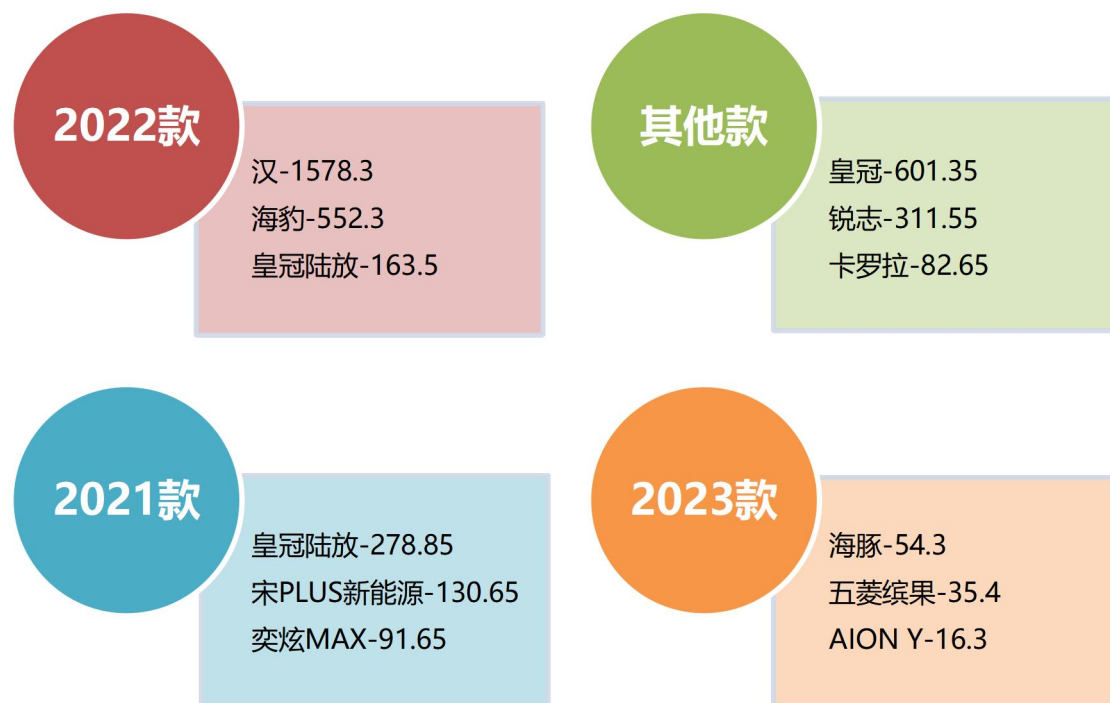 2022款
汉-1578.3
海豹-552.3
皇冠陆放-163.5
其他款
皇冠-601.35
锐志-311.55
卡罗拉-82.65
2021款
皇冠陆放-278.85
宋PLUS新能源-130.65
奕炫MAX-91.65
2023款
海豚-54.3
五菱缤果-35.4
AION Y-16.3